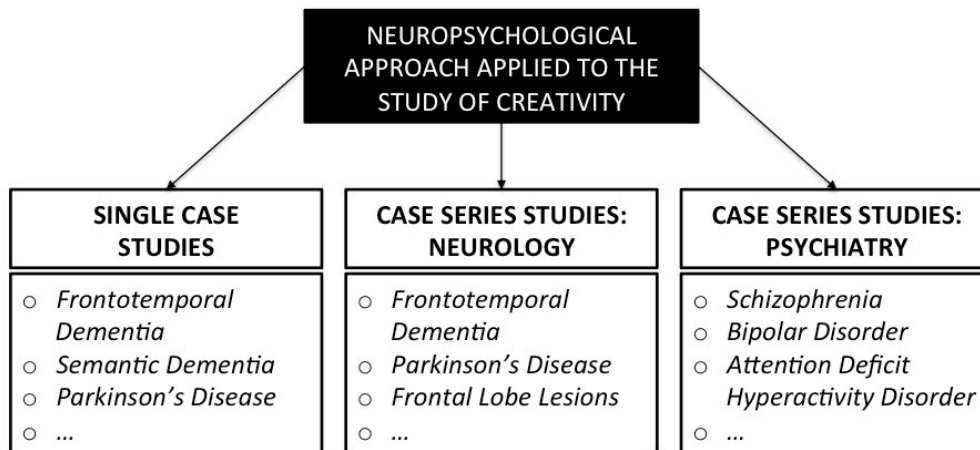 NEUROPSYCHOLOGICAL
APPROACH APPLIED TO THE
STUDY OF CREATIVITY
SINGLE CASE
STUDIES
○ Frontotemporal
Dementia
○ Semantic Dementia
○ Parkinson’s Disease
○ ...
CASE SERIES STUDIES:
NEUROLOGY
○ Frontotemporal
Dementia
○ Parkinson’s Disease
○ Frontal Lobe Lesions
○ ...
CASE SERIES STUDIES:
PSYCHIATRY
○ Schizophrenia
○ Bipolar Disorder
○ Attention Deficit
Hyperactivity Disorder
○ ...